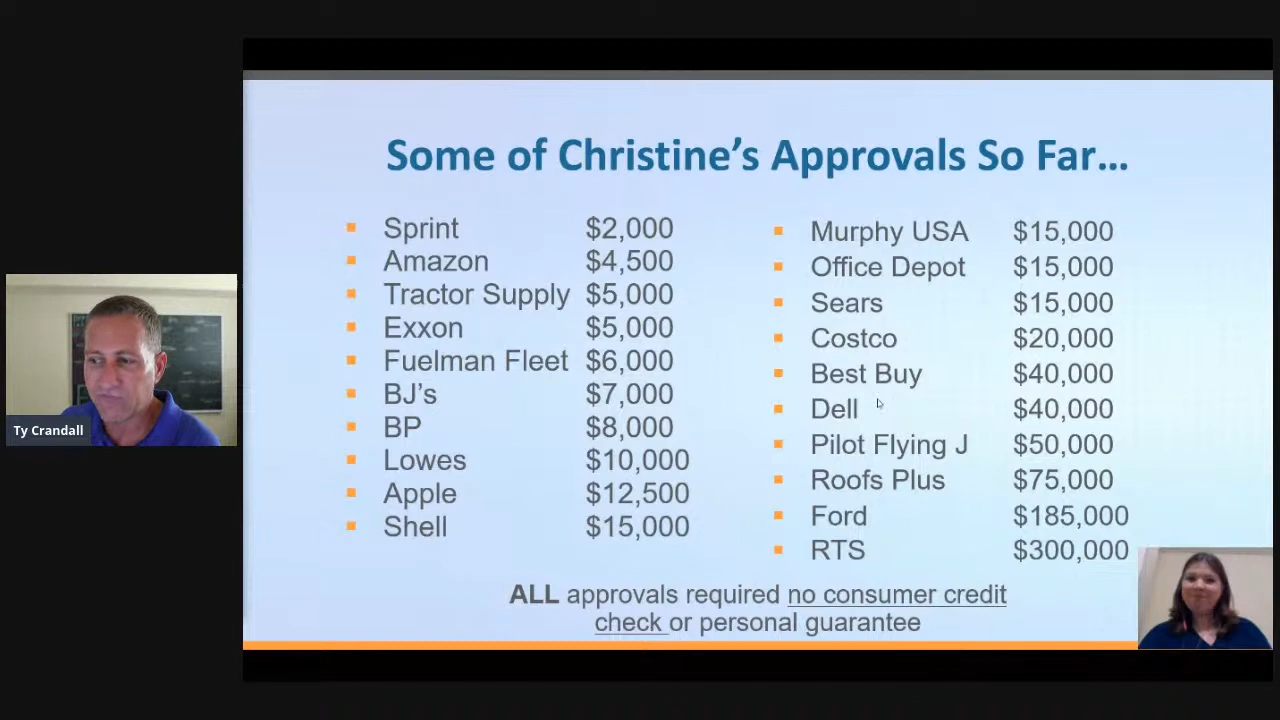 Some of Christine's Approvals So Far...
Sprint $2,000
Amazon $4,500
Tractor Supply $5,000
Exxon $5,000
Fuelman Fleet $6,000
BJ's $7,000
BP $8,000
Lowes $10,000
Apple $12,500
Shell $15,000
Murphy USA $15,000
Office Depot $15,000
Sears $15,000
Costco $20,000
Best Buy $40,000
Dell $40,000
Pilot Flying J $50,000
Roofs Plus $75,000
Ford $185,000
RTS $300,000
ALL approvals required no consumer credit
check or personal guarantee
Ty Crandall